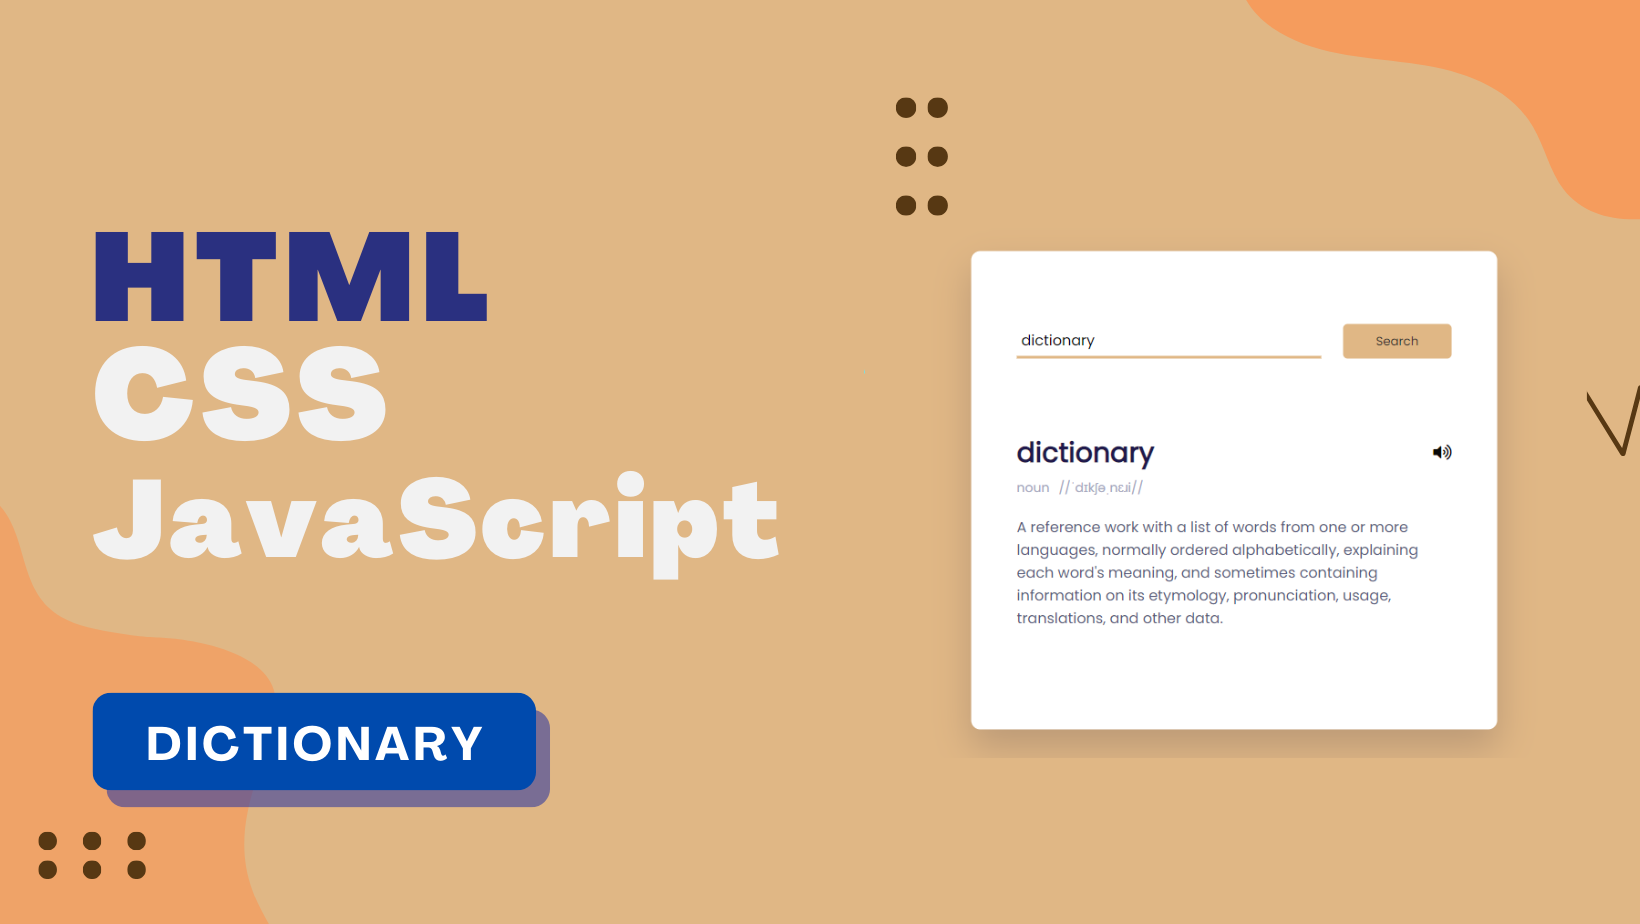 HTML
CSS
JavaScript
DICTIONARY
dictionary
Search
dictionary
noun //ˈdɪkʃəˌnɛɹi//
A reference work with a list of words from one or more
languages, normally ordered alphabetically, explaining
each word's meaning, and sometimes containing
information on its etymology, pronunciation, usage,
translations, and other data.